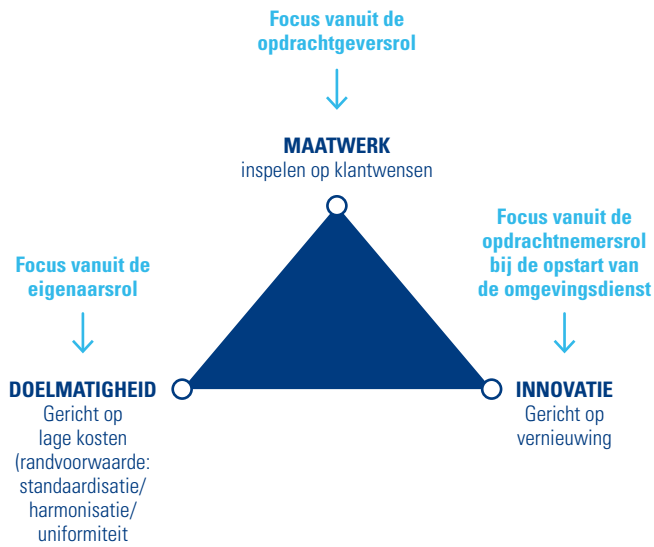 Focus vanuit de
opdrachtgeversrol
MAATWERK
inspelen op klantwensen
Focus vanuit de
eigenaarsrol
DOELMATIGHEID
Gericht op
lage kosten
(randvoorwaarde:
standaardisatie/
harmonisatie/
uniformiteit
Focus vanuit de
opdrachtnemersrol
bij de opstart van
de omgevingsdienst
INNOVATIE
Gericht op
vernieuwing